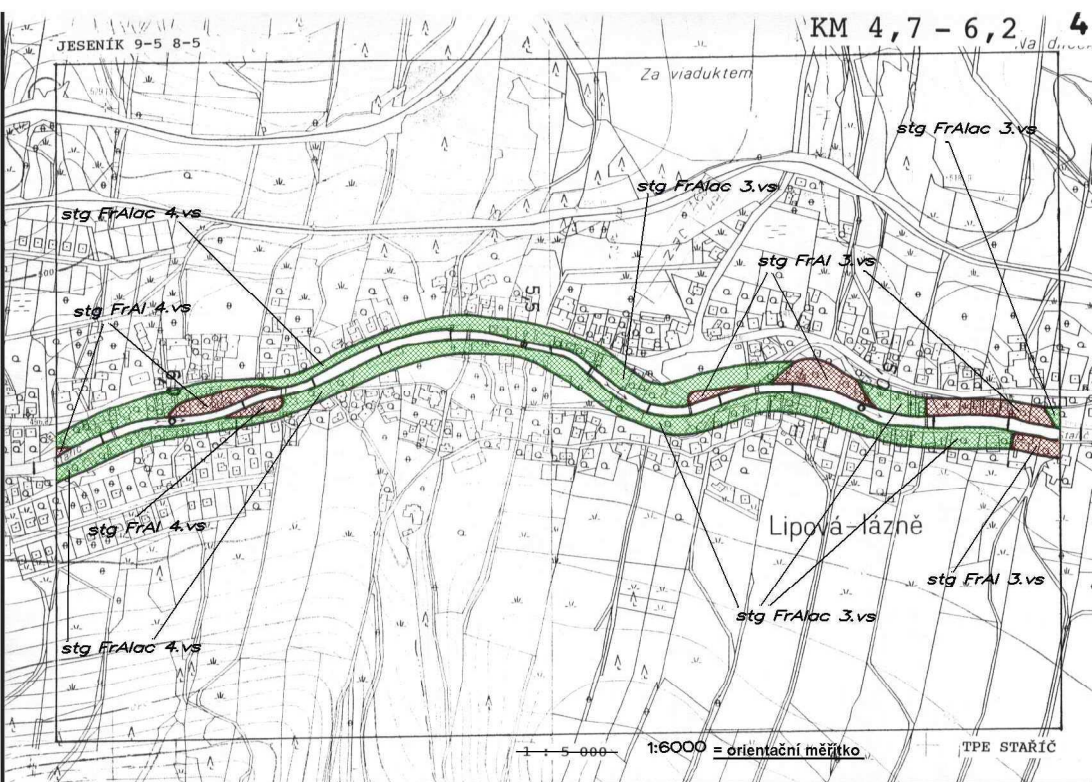 KM 4,7 – 6,2
4
JESENÍK 9-5 8-5
Za viaduktem
stg FrAlac 3.vs
stg FrAlac 3.vs
stg FrAlac 4.vs
stg FrAl 3.vs
5,5
stg FrAl 4.vs
stg FrAl 4.vs
Lipová-lázně
stg FrAl 3.vs
stg FrAlac 3.vs
stg FrAlac 4.vs
1 : 5 000
1:6000 = orientační měřítko
TPE STAŘÍČ